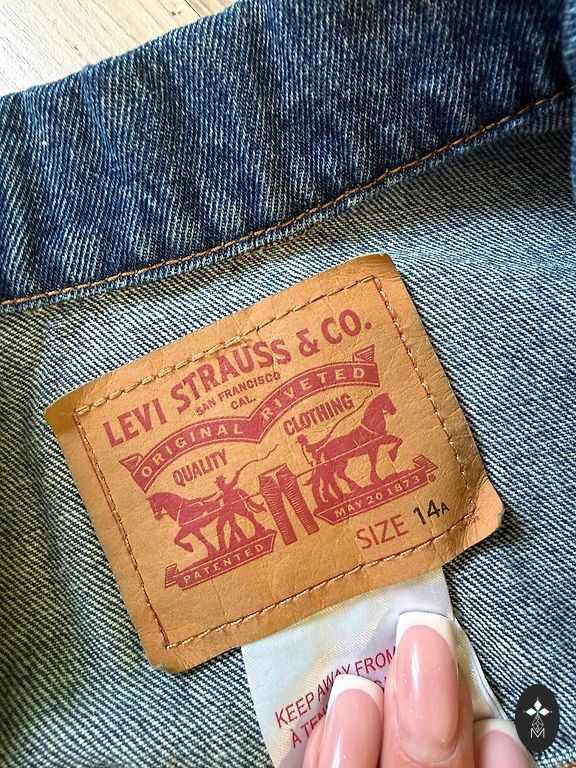 LEVI STRAUSS & CO.
SAN FRANCISCO
CAL.
ORIGINAL RIVETED
QUALITY CLOTHING
PATENTED
MAY 20 1873
®
SIZE 14A
KEEP AWAY FROM
M